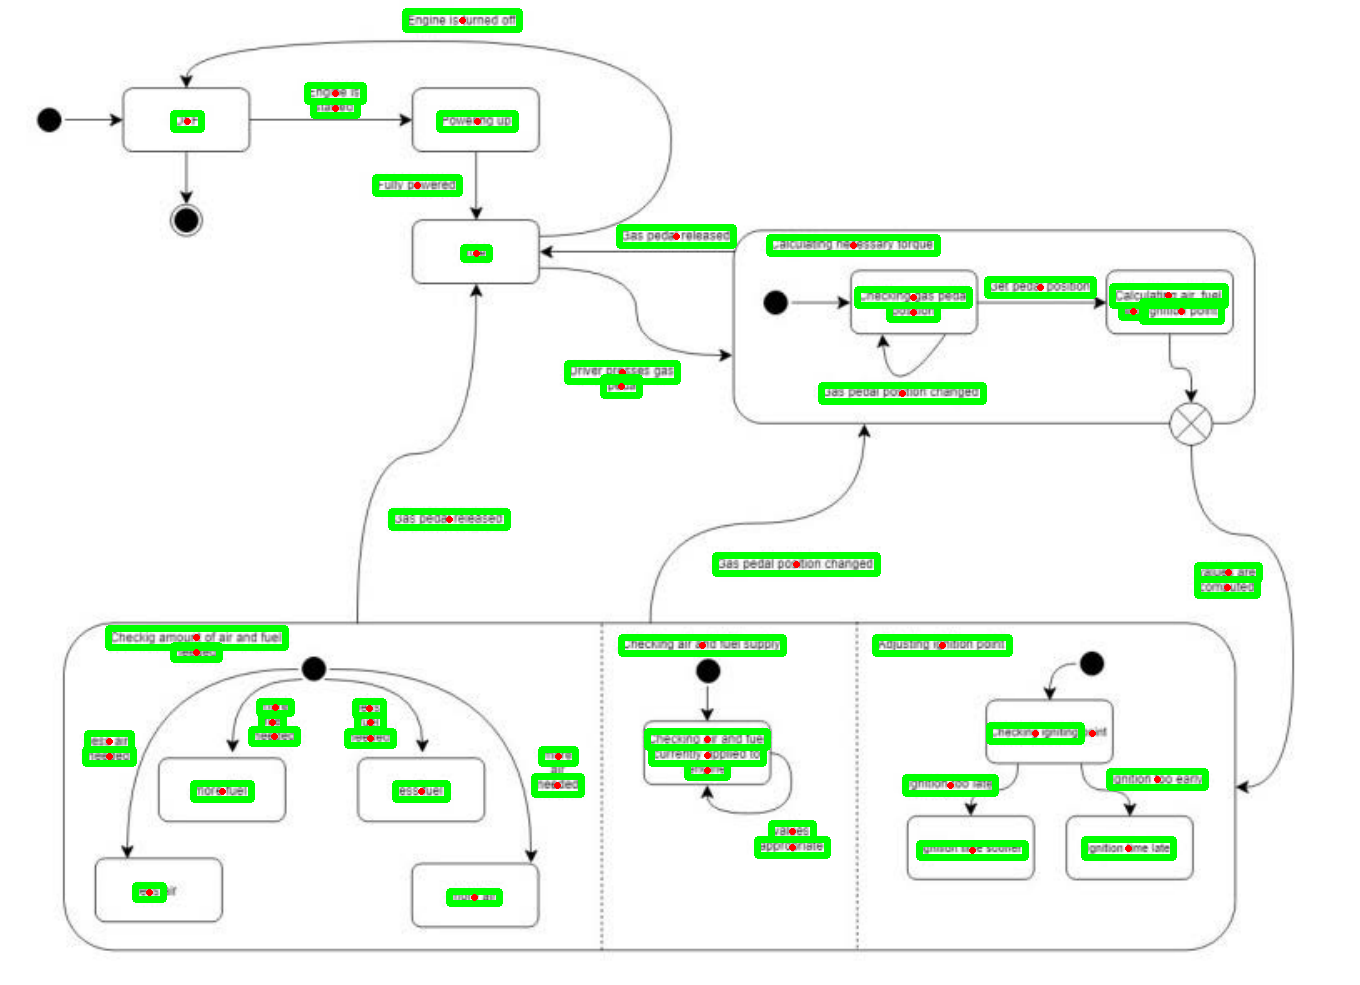 Engine is turned off
Engine is
started
OFF
Powering up
Fully powered
Gas pedal released
Calculating necessary torque
Checking gas pedal
position
Get pedal position
Calculating air, fuel
ignition point
Driver presses gas
pedal
Gas pedal position changed
Gas pedal released
Gas pedal position changed
values are
computed
Checkig amount of air and fuel
needed
Checking air and fuel supply
Adjusting ignition point
more
fuel
needed
less
fuel
needed
less air
needed
more
air
needed
Checking air and fuel
currently applied to
engine
Checking igniting point
more fuel
less fuel
Ignition too late
Ignition too early
values
appropriate
Ignition time sooner
Ignition time late
less air
more air